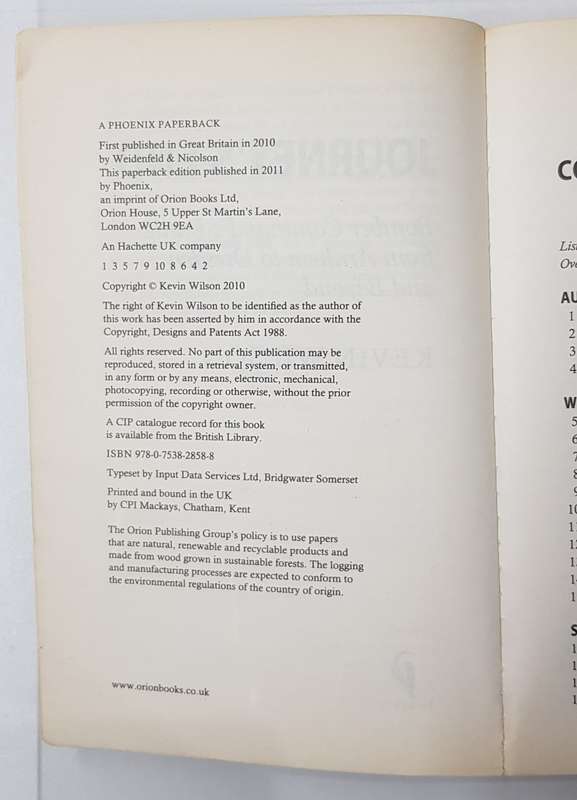 A PHOENIX PAPERBACK
First published in Great Britain in 2010
by Weidenfeld & Nicolson
This paperback edition published in 2011
by Phoenix,
an imprint of Orion Books Ltd,
Orion House, 5 Upper St Martin's Lane,
London WC2H 9EA
An Hachette UK company
1 3 5 7 9 10 8 6 4 2
Copyright © Kevin Wilson 2010
The right of Kevin Wilson to be identified as the author of
this work has been asserted by him in accordance with the
Copyright, Designs and Patents Act 1988.
All rights reserved. No part of this publication may be
reproduced, stored in a retrieval system, or transmitted,
in any form or by any means, electronic, mechanical,
photocopying, recording or otherwise, without the prior
permission of the copyright owner.
A CIP catalogue record for this book
is available from the British Library.
ISBN 978-0-7538-2858-8
Typeset by Input Data Services Ltd, Bridgwater Somerset
Printed and bound in the UK
by CPI Mackays, Chatham, Kent
The Orion Publishing Group's policy is to use papers
that are natural, renewable and recyclable products and
made from wood grown in sustainable forests. The logging
and manufacturing processes are expected to conform to
the environmental regulations of the country of origin.
www.orionbooks.co.uk
1
2
3
4